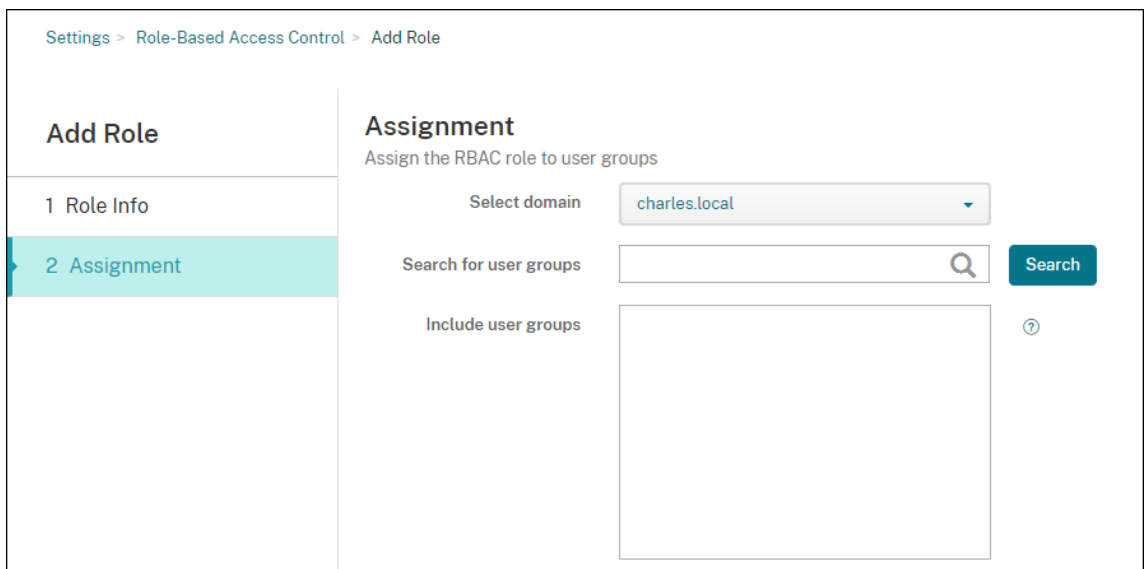 Settings > Role-Based Access Control > Add Role
Add Role
1 Role Info
2 Assignment
Assignment
Assign the RBAC role to user groups
Select domain
charles.local
Search for user groups
Search
Include user groups
?